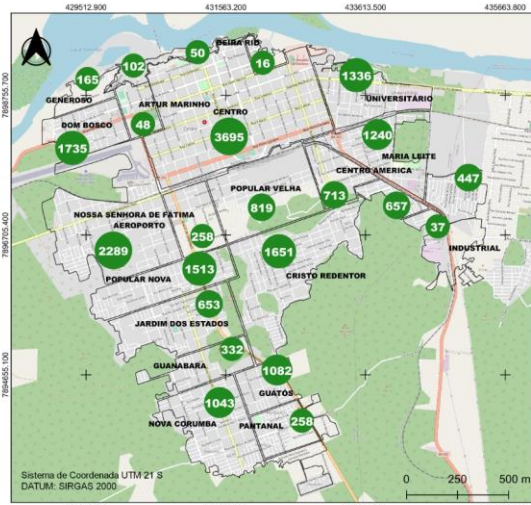 429512.900 431563.200 433613.500 435663.800
7898755.700
7896705.400
7894655.100
BEIRA RIO
50
16
102
165
1336
GENEROSO
ARTUR MARINHO
UNIVERSITÁRIO
DOM BOSCO
48
CENTRO
3695
1240
1735
MARIA LEITE
CENTRO AMERICA
447
POPULAR VELHA
713
819
657
NOSSA SENHORA DE FÁTIMA
AEROPORTO
258
37
2289
1651
INDUSTRIAL
1513
POPULAR NOVA
CRISTO REDENTOR
653
JARDIM DOS ESTADOS
332
GUANABARA
1082
GUATÓS
1043
258
NOVA CORUMBA
PANTANAL
Sistema de Coordenada UTM 21 S
DATUM: SIRGAS 2000
0 250 500 m